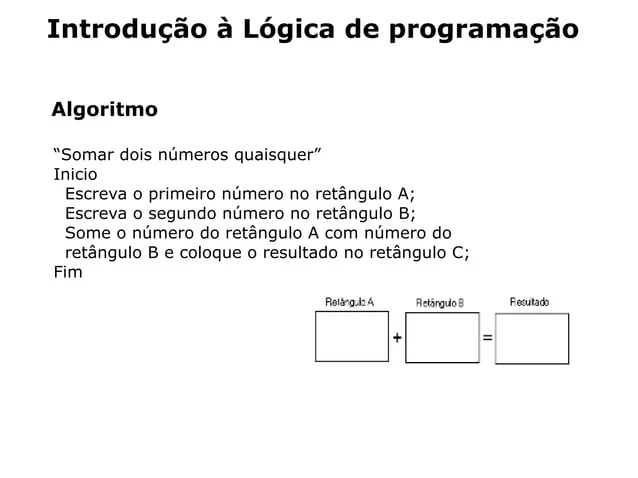 Introdução à Lógica de programação
Algoritmo
“Somar dois números quaisquer”
Inicio
Escreva o primeiro número no retângulo A;
Escreva o segundo número no retângulo B;
Some o número do retângulo A com número do
retângulo B e coloque o resultado no retângulo C;
Fim
Retângulo A Retângulo B Resultado
+ =